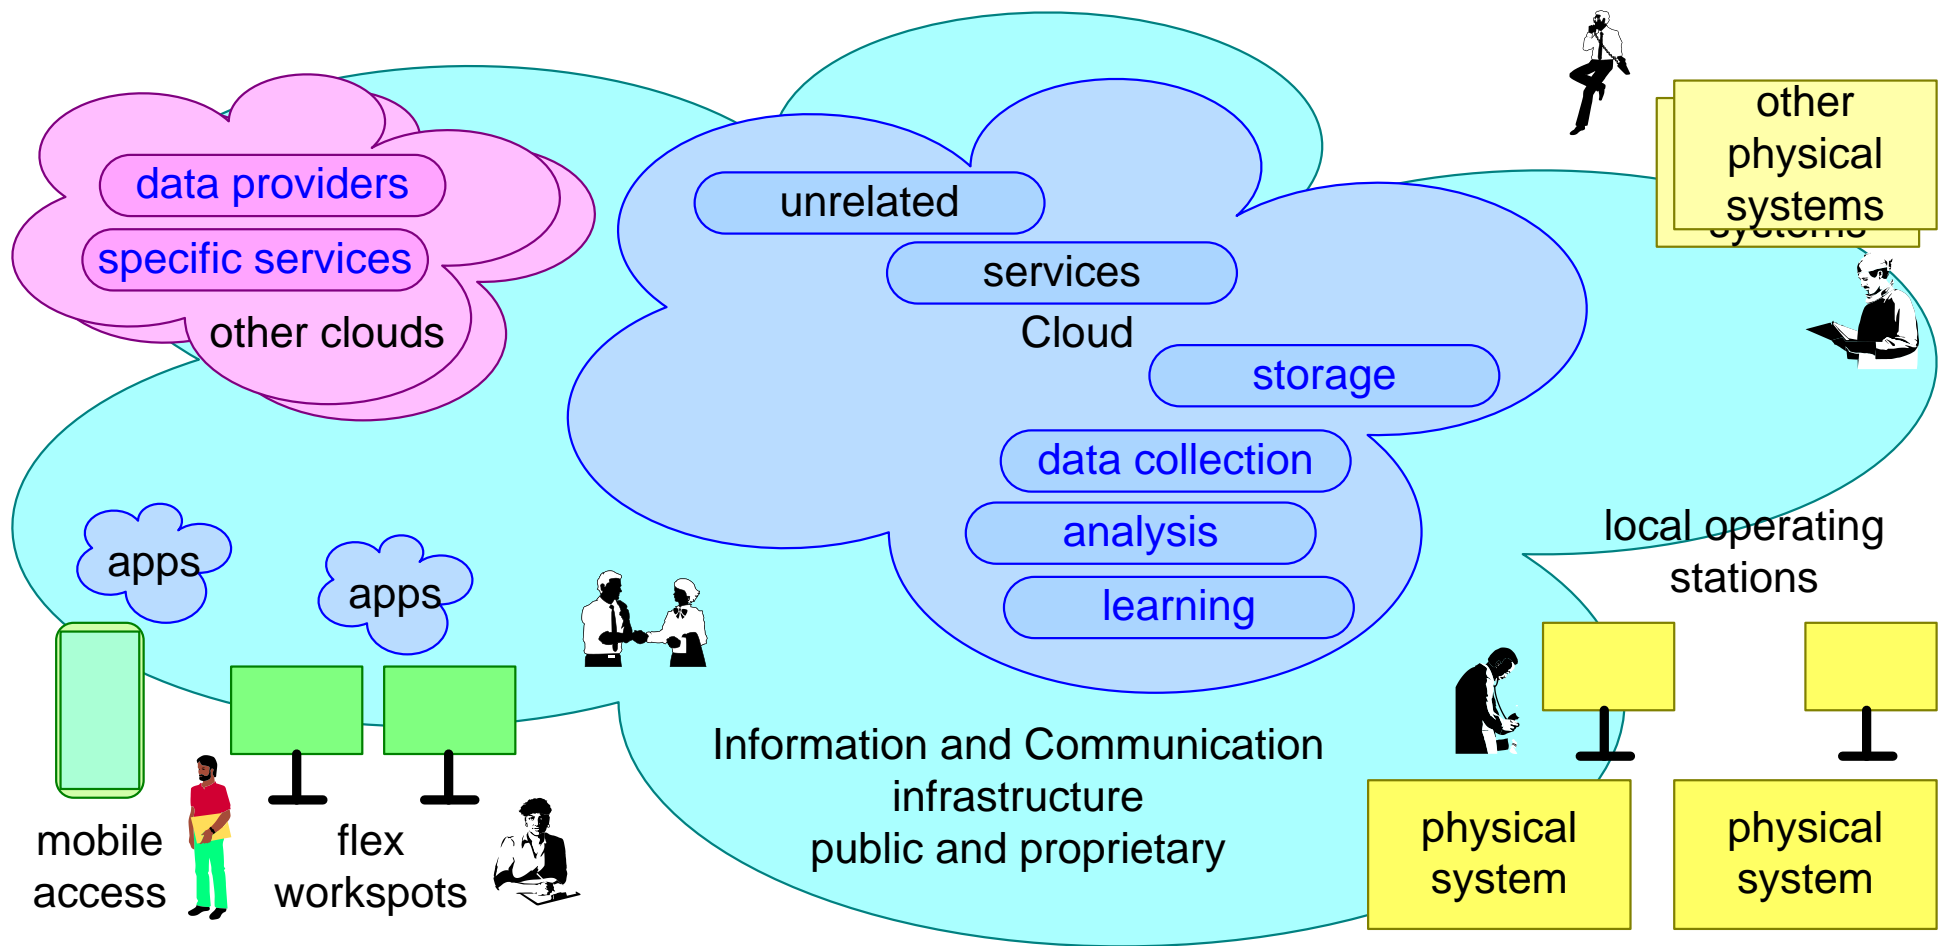 other
physical
systems
systems
data providers
specific services
other clouds
unrelated
services
Cloud
storage
data collection
analysis
learning
apps
apps
local operating
stations
Information and Communication
infrastructure
public and proprietary
mobile
access
flex
workspots
physical
system
physical
system